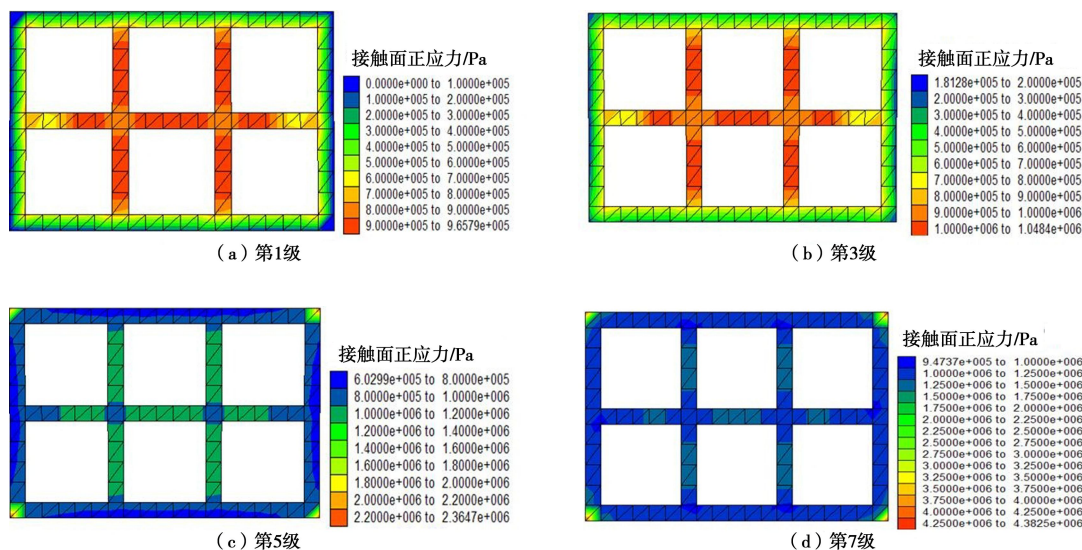 接触面正应力/Pa
0.0000e+000 to 1.0000e+005
1.0000e+005 to 2.0000e+005
2.0000e+005 to 3.0000e+005
3.0000e+005 to 4.0000e+005
4.0000e+005 to 5.0000e+005
5.0000e+005 to 6.0000e+005
6.0000e+005 to 7.0000e+005
7.0000e+005 to 8.0000e+005
8.0000e+005 to 9.0000e+005
9.0000e+005 to 9.6579e+005
(a)第1级
接触面正应力/Pa
1.8128e+005 to 2.0000e+005
2.0000e+005 to 3.0000e+005
3.0000e+005 to 4.0000e+005
4.0000e+005 to 5.0000e+005
5.0000e+005 to 6.0000e+005
6.0000e+005 to 7.0000e+005
7.0000e+005 to 8.0000e+005
8.0000e+005 to 9.0000e+005
9.0000e+005 to 1.0000e+006
1.0000e+006 to 1.0484e+006
(b)第3级
接触面正应力/Pa
6.0299e+005 to 8.0000e+005
8.0000e+005 to 1.0000e+006
1.0000e+006 to 1.2000e+006
1.2000e+006 to 1.4000e+006
1.4000e+006 to 1.6000e+006
1.6000e+006 to 1.8000e+006
1.8000e+006 to 2.0000e+006
2.0000e+006 to 2.2000e+006
2.2000e+006 to 2.3647e+006
(c)第5级
接触面正应力/Pa
9.4737e+005 to 1.0000e+006
1.0000e+006 to 1.2500e+006
1.2500e+006 to 1.5000e+006
1.5000e+006 to 1.7500e+006
1.7500e+006 to 2.0000e+006
2.0000e+006 to 2.2500e+006
2.2500e+006 to 2.5000e+006
2.5000e+006 to 2.7500e+006
2.7500e+006 to 3.0000e+006
3.0000e+006 to 3.2500e+006
3.2500e+006 to 3.5000e+006
3.5000e+006 to 3.7500e+006
3.7500e+006 to 4.0000e+006
4.0000e+006 to 4.2500e+006
4.2500e+006 to 4.3825e+006
(d)第7级